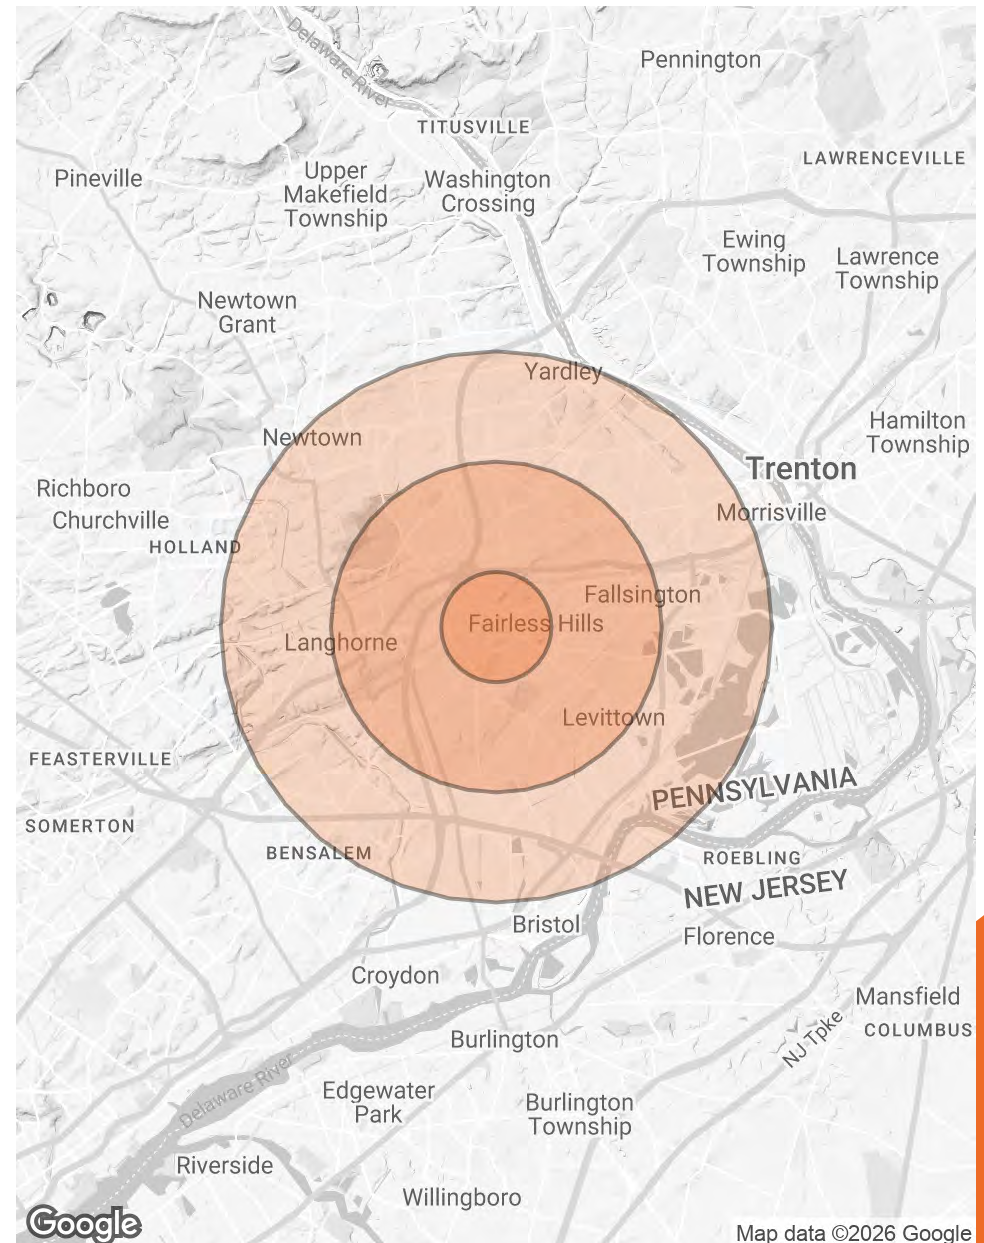 Delaware River
Pennington
TITUSVILLE
LAWRENCEVILLE
Pineville
Upper
Makefield
Township
Washington
Crossing
Ewing
Township
Lawrence
Township
Newtown
Grant
Yardley
Newtown
Hamilton
Township
Trenton
Richboro
Churchville
Morrisville
HOLLAND
Fallsington
Fairless Hills
Langhorne
Levittown
FEASTERVILLE
PENNSYLVANIA
SOMERTON
BENSALEM
ROEBLING
NEW JERSEY
Bristol
Florence
Croydon
Mansfield
COLUMBUS
NJ Tpke
Burlington
Delaware River
Edgewater
Park
Burlington
Township
Riverside
Willingboro
Google
Map data ©2026 Google